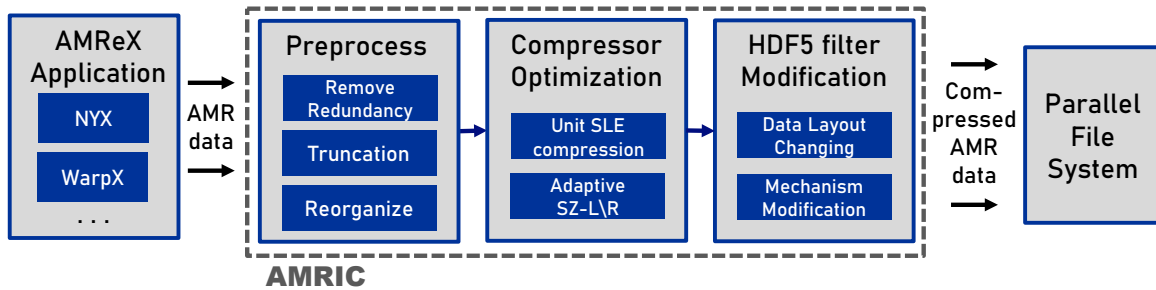 AMReX
Application
NYX
WarpX
. . .
AMR
data
Preprocess
Remove
Redundancy
Truncation
Reorganize
Compressor
Optimization
Unit SLE
compression
Adaptive
SZ-L\R
HDF5 filter
Modification
Data Layout
Changing
Mechanism
Modification
Com-
pressed
AMR
data
Parallel
File
System
AMRIC